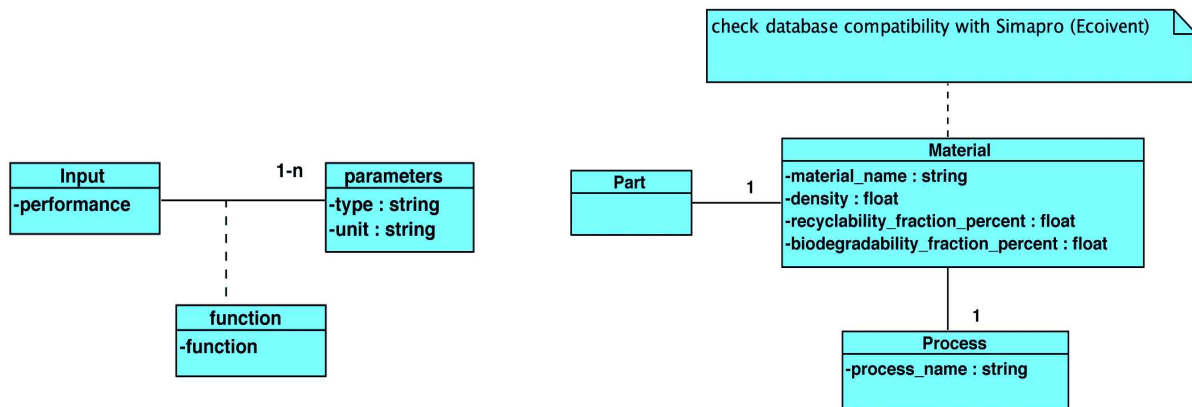 check database compatibility with Simapro (Ecoivent)
Input
-performance
1-n
parameters
-type : string
-unit : string
function
-function
Part
1
Material
-material_name : string
-density : float
-recyclability_fraction_percent : float
-biodegradability_fraction_percent : float
1
Process
-process_name : string